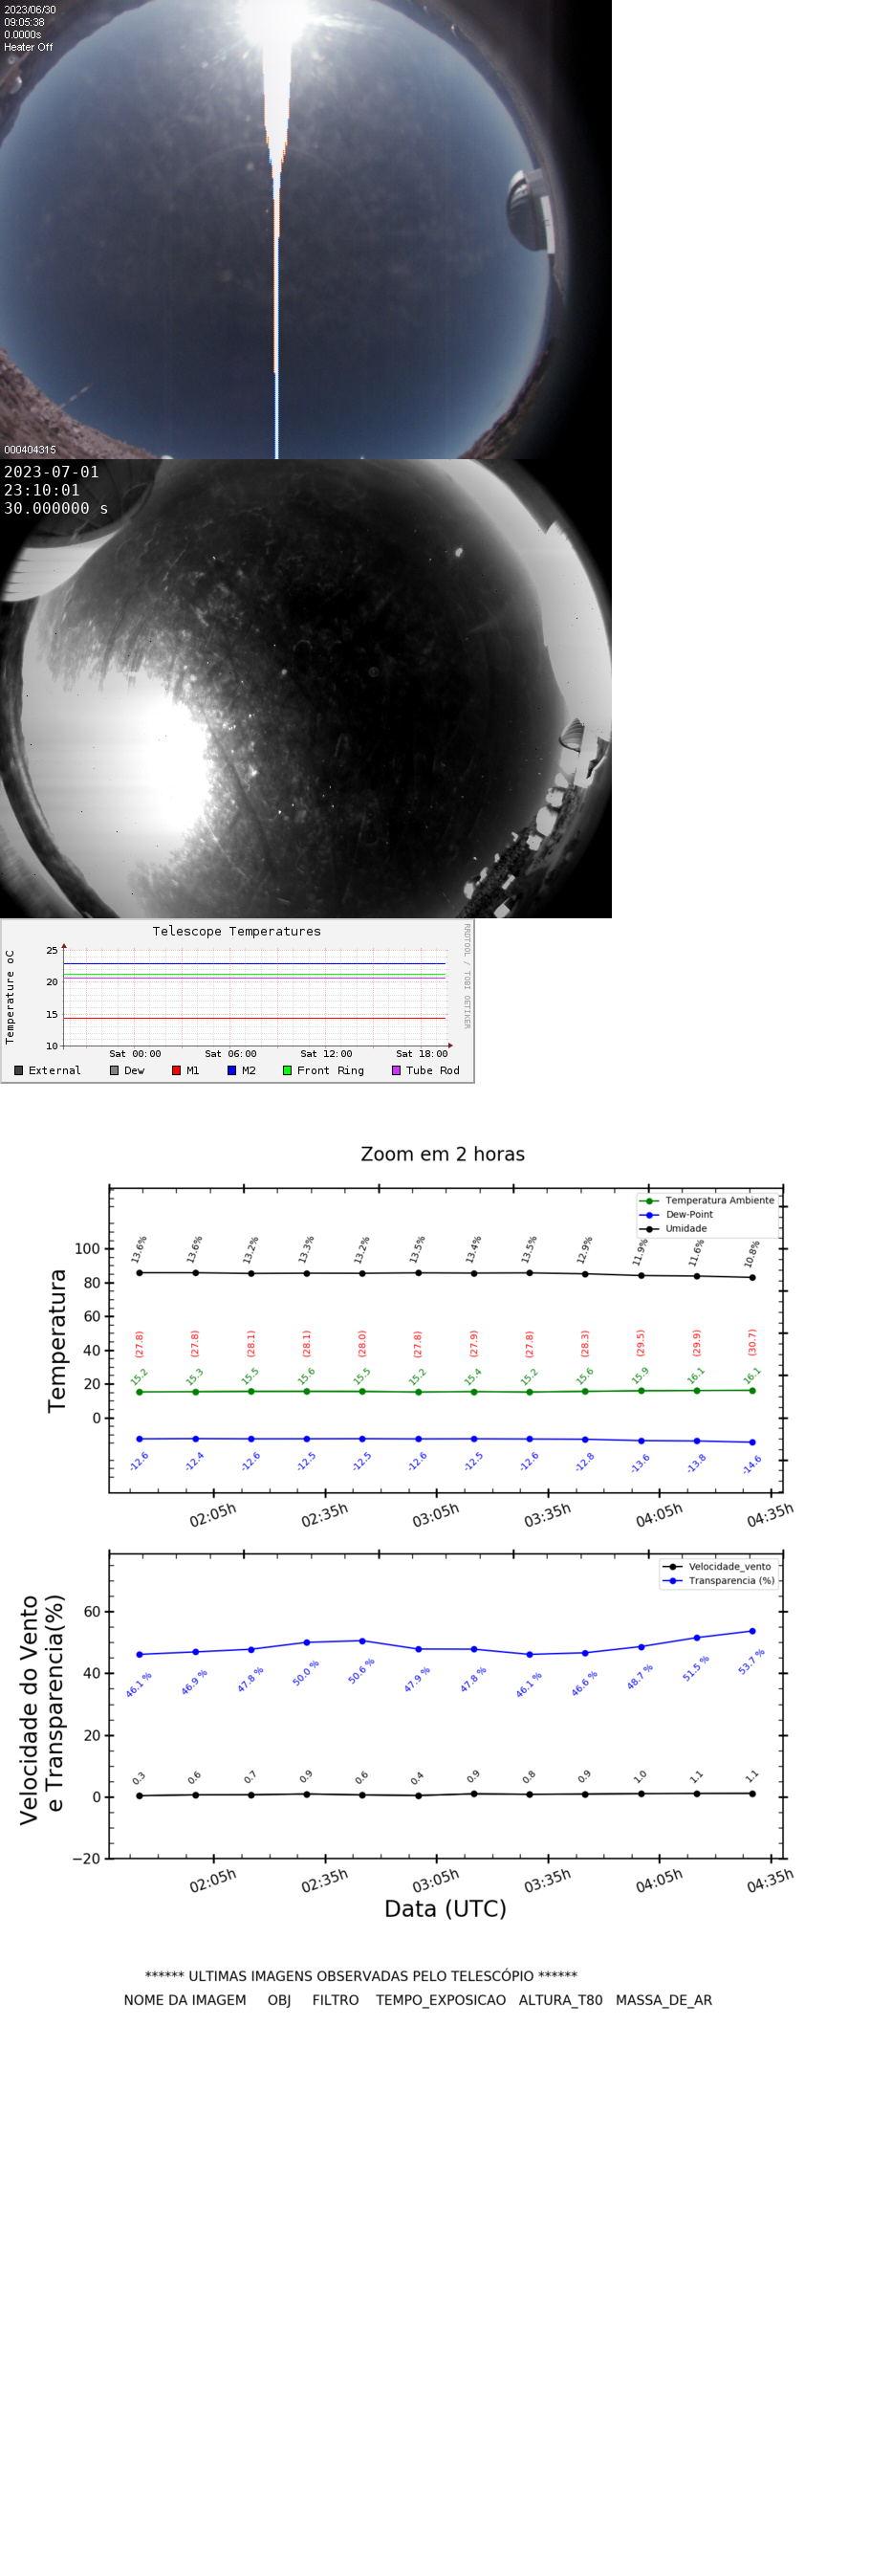 2023/06/30
09:05:38
0.0000s
Heater Off
000404315
2023-07-01
23:10:01
30.000000 s
Telescope Temperatures
RRDTOOL / TOBI OETIKER
Temperature oC
25
20
15
10
Sat 00:00 Sat 06:00 Sat 12:00 Sat 18:00
External Dew M1 M2 Front Ring Tube Rod
Zoom em 2 horas
Temperatura Ambiente
Dew-Point
Umidade
Temperatura
100
80
60
40
20
0
13.6% 13.6% 13.2% 13.3% 13.2% 13.5% 13.4% 13.5% 12.9% 11.9% 11.6% 10.8%
(27.8) (27.8) (28.1) (28.1) (28.0) (27.8) (27.9) (27.8) (28.3) (29.5) (29.9) (30.7)
15.2 15.3 15.5 15.6 15.5 15.2 15.4 15.2 15.6 15.9 16.1 16.1
-12.6 -12.4 -12.6 -12.5 -12.5 -12.6 -12.5 -12.6 -12.8 -13.6 -13.8 -14.6
02:05h 02:35h 03:05h 03:35h 04:05h 04:35h
Velocidade_vento
Transparencia (%)
Velocidade do Vento
e Transparencia(%)
60
40
20
0
−20
46.1 % 46.9 % 47.8 % 50.0 % 50.6 % 47.9 % 47.8 % 46.1 % 46.6 % 48.7 % 51.5 % 53.7 %
0.3 0.6 0.7 0.9 0.6 0.4 0.9 0.8 0.9 1.0 1.1 1.1
02:05h 02:35h 03:05h 03:35h 04:05h 04:35h
Data (UTC)
****** ULTIMAS IMAGENS OBSERVADAS PELO TELESCÓPIO ******
NOME DA IMAGEM OBJ FILTRO TEMPO_EXPOSICAO ALTURA_T80 MASSA_DE_AR